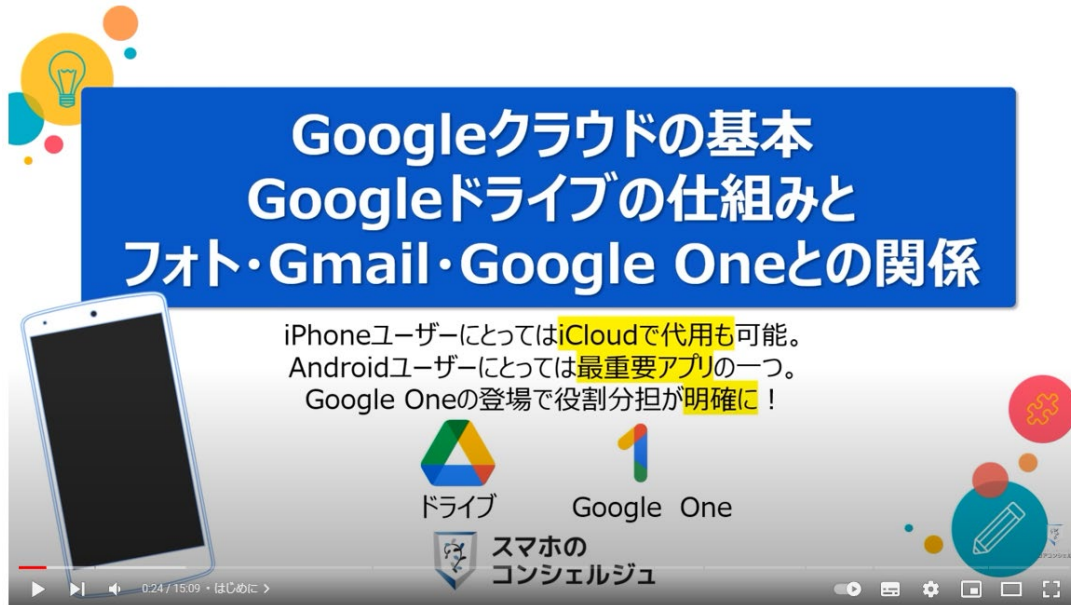 Googleクラウドの基本
Googleドライブの仕組みと
フォト・Gmail・Google Oneとの関係
iPhoneユーザーにとってはiCloudで代用も可能。
Androidユーザーにとっては最重要アプリの一つ。
Google Oneの登場で役割分担が明確に！
ドライブ
Google One
スマホの
コンシェルジュ
0:24 / 15:09 ・ はじめに >